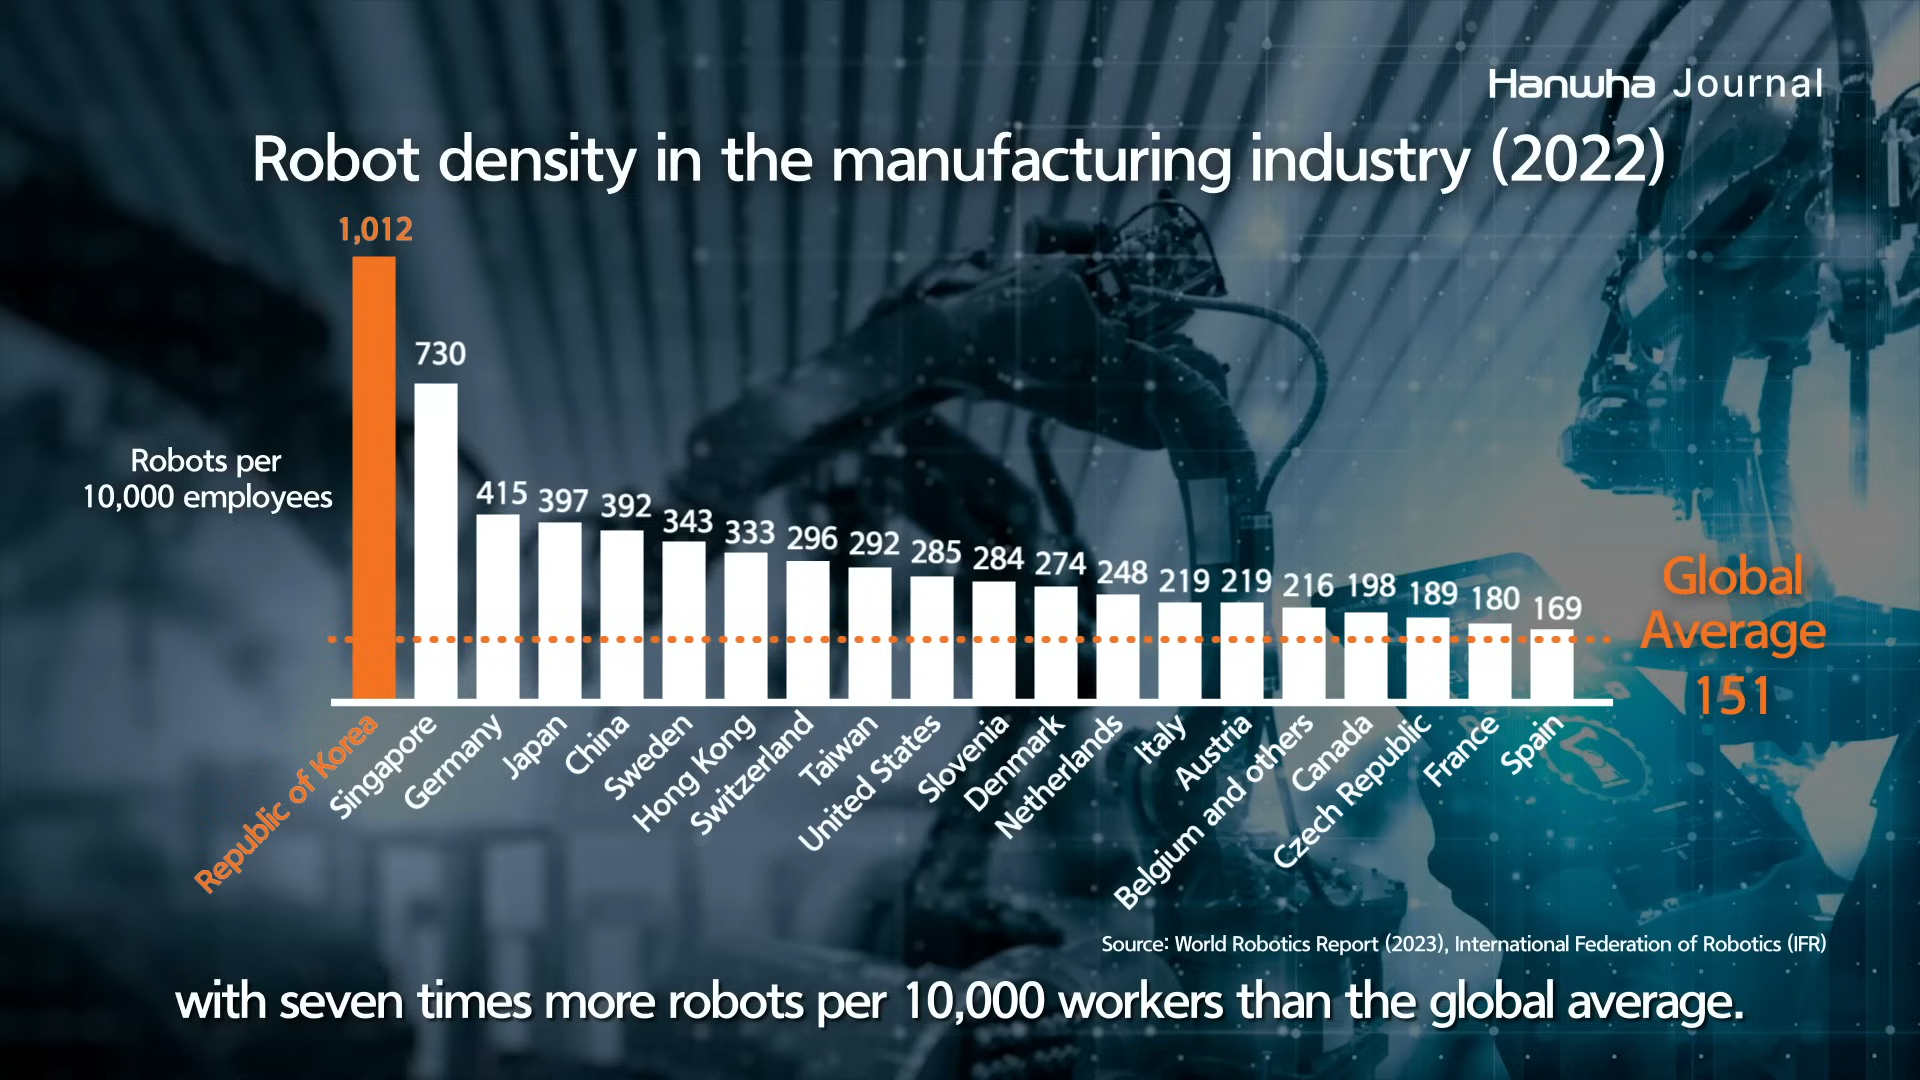 Hanwha Journal
Robot density in the manufacturing industry (2022)
1,012
730
415
397
392
343
333
296
292
285
284
274
248
219
219
216
198
189
180
169
Robots per
10,000 employees
Global
Average
151
Republic of Korea
Singapore
Germany
Japan
China
Sweden
Hong Kong
Switzerland
Taiwan
United States
Slovenia
Denmark
Netherlands
Italy
Austria
Belgium and others
Canada
Czech Republic
France
Spain
Source: World Robotics Report (2023), International Federation of Robotics (IFR)
with seven times more robots per 10,000 workers than the global average.